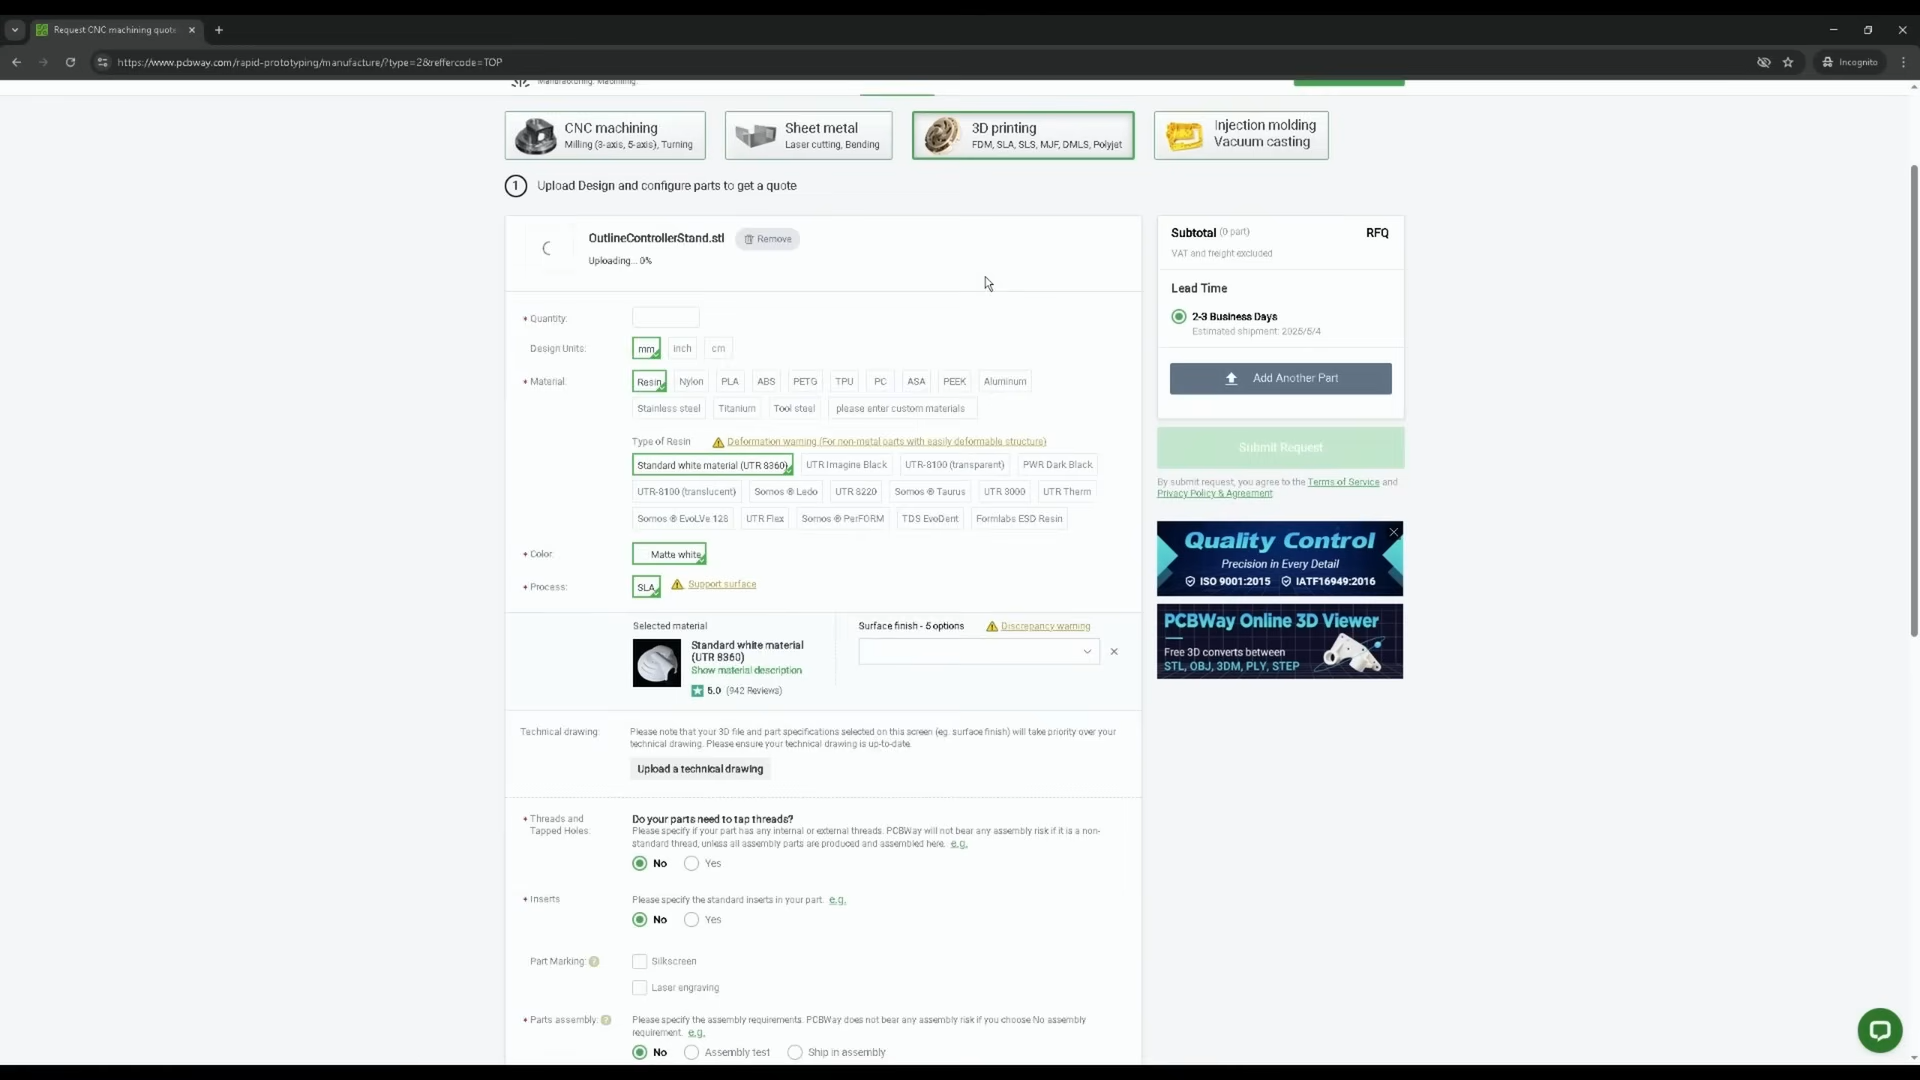 Request CNC machining quote
https://www.pcbway.com/rapid-prototyping/manufacture/?type=2&reffercode=TOP
Incognito
Manufacturing. Machining.
CNC machining
Milling (3-axis, 5-axis), Turning
Sheet metal
Laser cutting, Bending
3D printing
FDM, SLA, SLS, MJF, DMLS, Polyjet
Injection molding
Vacuum casting
1 Upload Design and configure parts to get a quote
OutlineControllerStand.stl Remove
Uploading... 0%
* Quantity:
Design Units: mm inch cm
* Material: Resin Nylon PLA ABS PETG TPU PC ASA PEEK Aluminum
Stainless steel Titanium Tool steel please enter custom materials
Type of Resin Deformation warning (For non-metal parts with easily deformable structure)
Standard white material (UTR 8360) UTR Imagine Black UTR-8100 (transparent) PWR Dark Black
UTR-8100 (translucent) Somos ® Ledo UTR 8220 Somos ® Taurus UTR 3000 UTR Therm
Somos ® EvoLVe 128 UTR Flex Somos ® PerFORM TDS EvoDent Formlabs ESD Resin
* Color: Matte white
* Process: SLA Support surface
Selected material
Standard white material
(UTR 8360)
Show material description
5.0 (942 Reviews)
Surface finish - 5 options Discrepancy warning
Technical drawing: Please note that your 3D file and part specifications selected on this screen (eg. surface finish) will take priority over your
technical drawing. Please ensure your technical drawing is up-to-date.
Upload a technical drawing
* Threads and
Tapped Holes:
Do your parts need to tap threads?
Please specify if your part has any internal or external threads. PCBWay will not bear any assembly risk if it is a non-
standard thread, unless all assembly parts are produced and assembled here. e.g.
No Yes
* Inserts Please specify the standard inserts in your part. e.g.
No Yes
Part Marking: ? Silkscreen
Laser engraving
* Parts assembly: ? Please specify the assembly requirements. PCBWay does not bear any assembly risk if you choose No assembly
requirement. e.g.
No Assembly test Ship in assembly
Subtotal (0 part) RFQ
VAT and freight excluded
Lead Time
2-3 Business Days
Estimated shipment: 2025/5/4
Add Another Part
Submit Request
By submit request, you agree to the Terms of Service and
Privacy Policy & Agreement
Quality Control
Precision in Every Detail
ISO 9001:2015 IATF16949:2016
PCBWay Online 3D Viewer
Free 3D converts between
STL, OBJ, 3DM, PLY, STEP